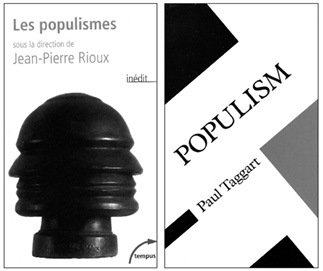 Les populismes
sous la direction de
Jean-Pierre Rioux
inédit
tempus
POPULISM
Paul Taggart